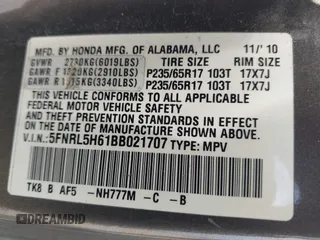 MFD. BY HONDA MFG. OF ALABAMA, LLC 11/'10
GVWR 2730KG(6019LBS) TIRE SIZE RIM SIZE
GAWR F 1320KG(2910LBS) P235/65R17 103T 17X7J
GAWR R 1515KG(3340LBS) P235/65R17 103T 17X7J
THIS VEHICLE CONFORMS TO ALL APPLICABLE
FEDERAL MOTOR VEHICLE SAFETY AND
THEFT PREVENTION STANDARDS IN EFFECT ON
THE DATE OF MANUFACTURE SHOWN ABOVE.
V.I.N.: 5FNRL5H61BB021707 TYPE: MPV
TK8 B AF5 -NH777M -C -B